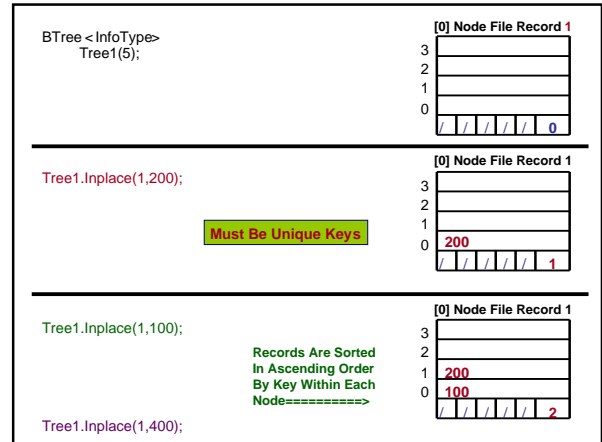 BTree <InfoType>
Tree1(5);
[0] Node File Record 1
3
2
1
0
/ / / / / 0
Tree1.Inplace(1,200);
Must Be Unique Keys
[0] Node File Record 1
3
2
1
0 200
/ / / / / 1
Tree1.Inplace(1,100);
Records Are Sorted
In Ascending Order
By Key Within Each
Node==========>
[0] Node File Record 1
3
2
1 200
0 100
/ / / / / 2
Tree1.Inplace(1,400);